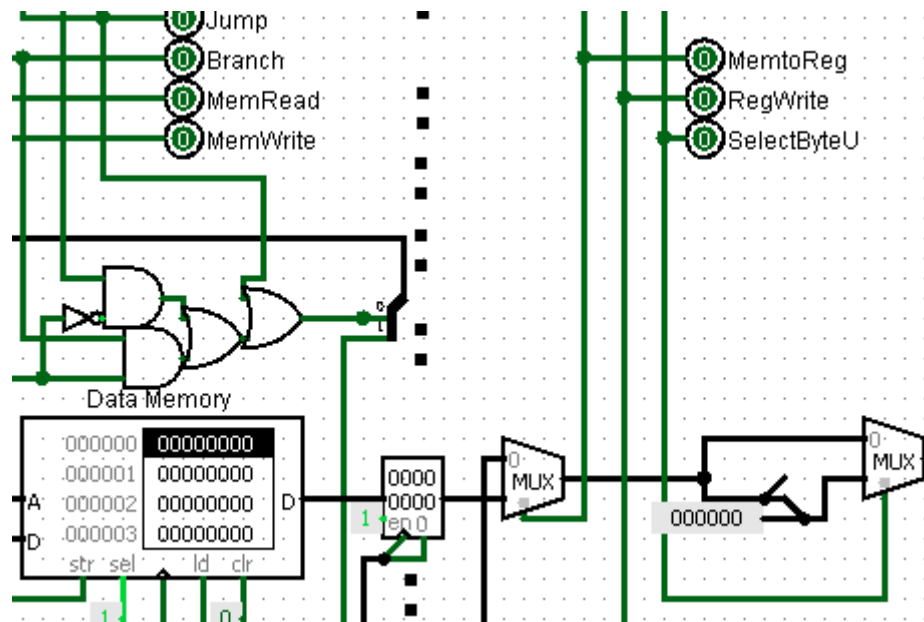 Jump
Branch
MemRead
MemWrite
MemtoReg
RegWrite
SelectByteU
0
0
0
0
0
0
0
0
1
Data Memory
000000 00000000
000001 00000000
000002 00000000
000003 00000000
A
D
D
str sel ld clr
1
0
0000
0000
en 0
1
0
MUX
000000
0
MUX